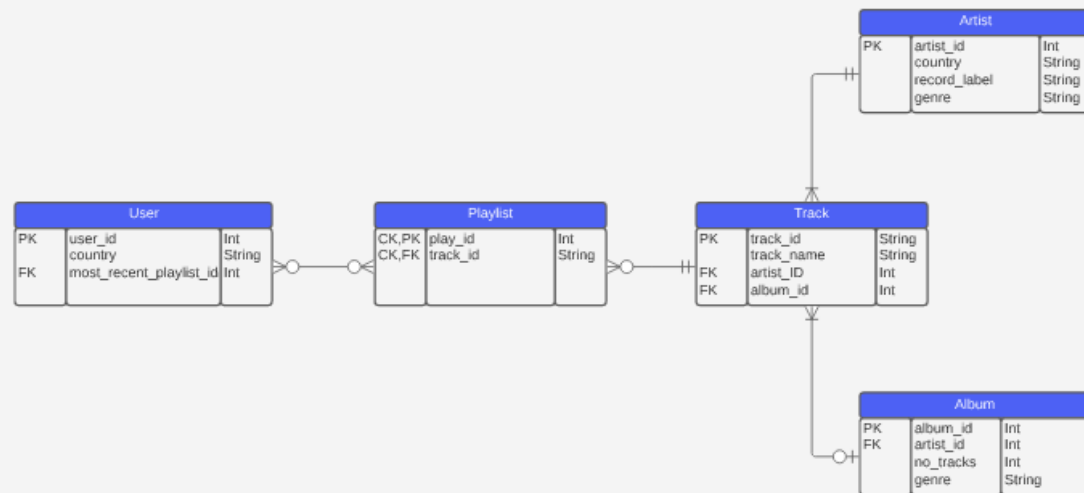 Artist
PK artist_id Int
country String
record_label String
genre String
User
PK user_id Int
country String
FK most_recent_playlist_id Int
Playlist
CK,PK play_id Int
CK,FK track_id String
Track
PK track_id String
track_name String
FK artist_ID Int
FK album_id Int
Album
PK album_id Int
FK artist_id Int
no_tracks Int
genre String